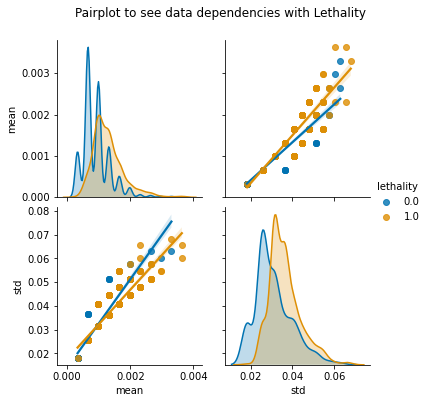 Pairplot to see data dependencies with Lethality
0.003
0.002
0.001
0.000
mean
lethality
0.0
1.0
0.08
0.07
0.06
0.05
0.04
0.03
0.02
std
0.000 0.002 0.004
mean
0.02 0.04 0.06
std